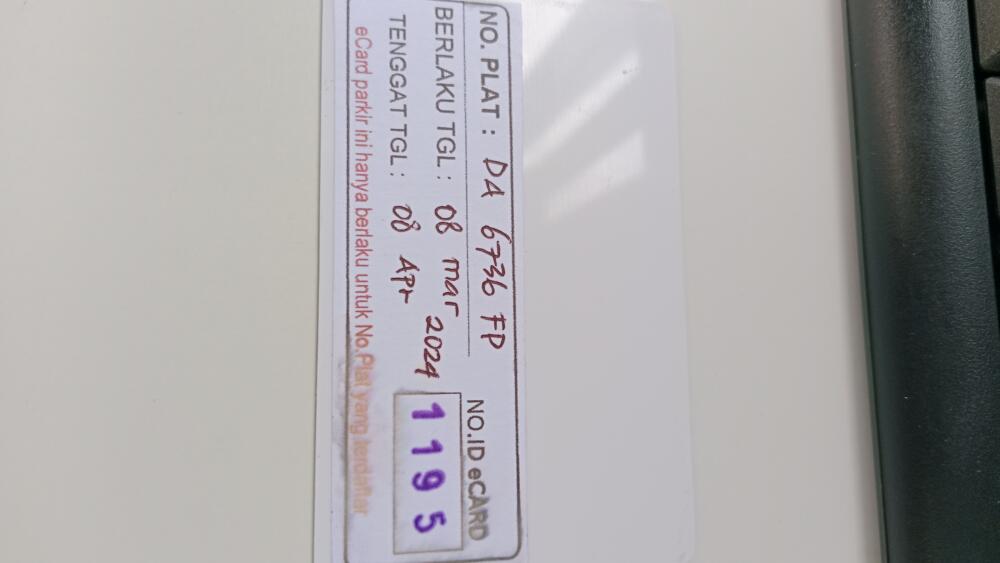 NO. PLAT : DA 6736 FP
BERLAKU TGL : 08 Mar 2024
TENGGAT TGL : 08 Apr
NO.ID eCARD
1195
eCard parkir ini hanya berlaku untuk No.Plat yang terdaftar